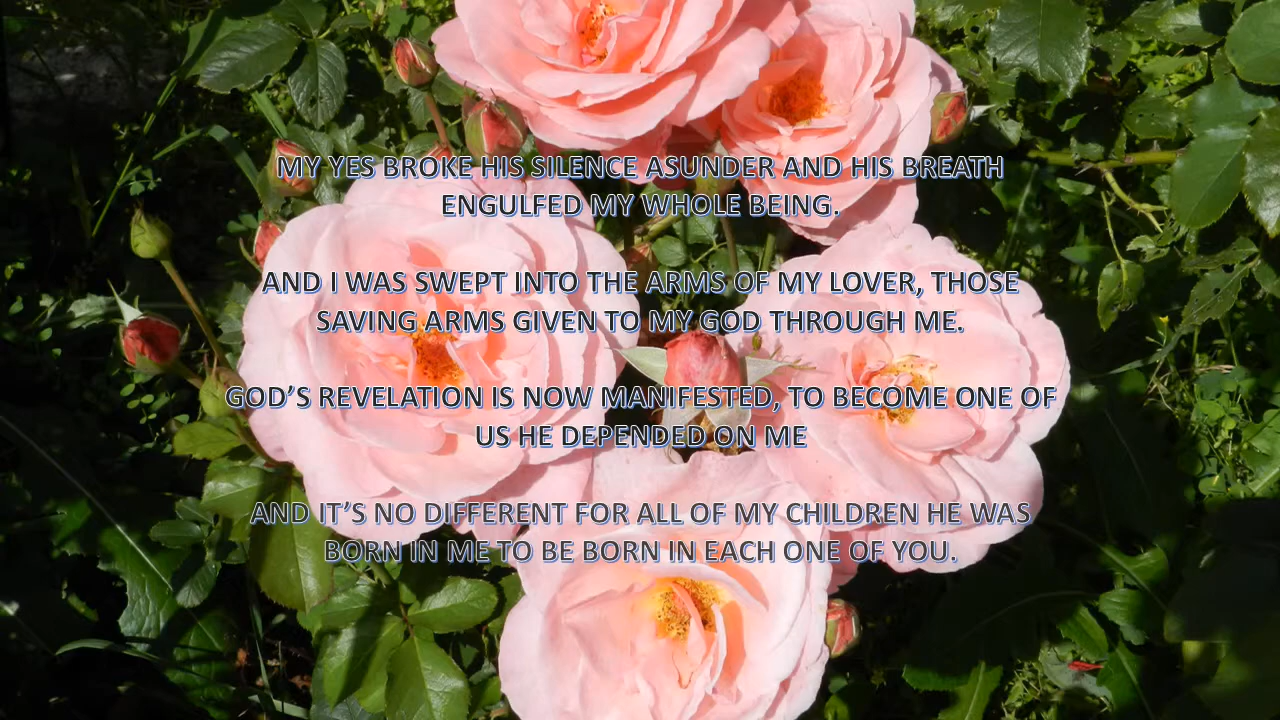 MY YES BROKE HIS SILENCE ASUNDER AND HIS BREATH
ENGULFED MY WHOLE BEING.
AND I WAS SWEPT INTO THE ARMS OF MY LOVER, THOSE
SAVING ARMS GIVEN TO MY GOD THROUGH ME.
GOD’S REVELATION IS NOW MANIFESTED, TO BECOME ONE OF
US HE DEPENDED ON ME
AND IT’S NO DIFFERENT FOR ALL OF MY CHILDREN HE WAS
BORN IN ME TO BE BORN IN EACH ONE OF YOU.